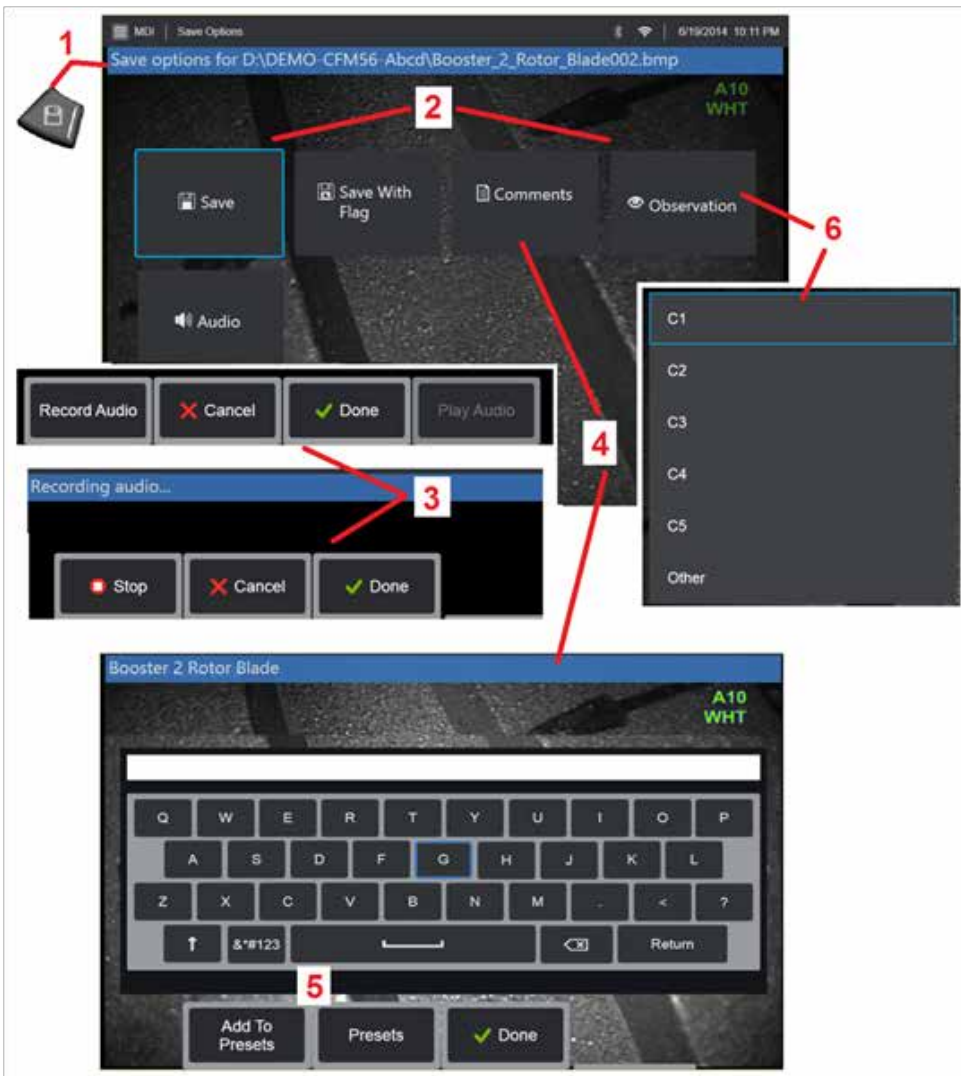 1
MDI | Save Options 6/19/2014 10:11 PM
Save options for D:\DEMO-CFM56-Abcd\Booster_2_Rotor_Blade002.bmp
A10
WHT
2
Save
Save With
Flag
Comments
Observation
6
Audio
C1
C2
C3
C4
C5
Other
Record Audio
Cancel
Done
Play Audio
4
Recording audio...
3
Stop
Cancel
Done
Booster 2 Rotor Blade
A10
WHT
Q W E R T Y U I O P
A S D F G H J K L
Z X C V B N M . < ?
&*#123
Return
5
Add To
Presets
Presets
Done